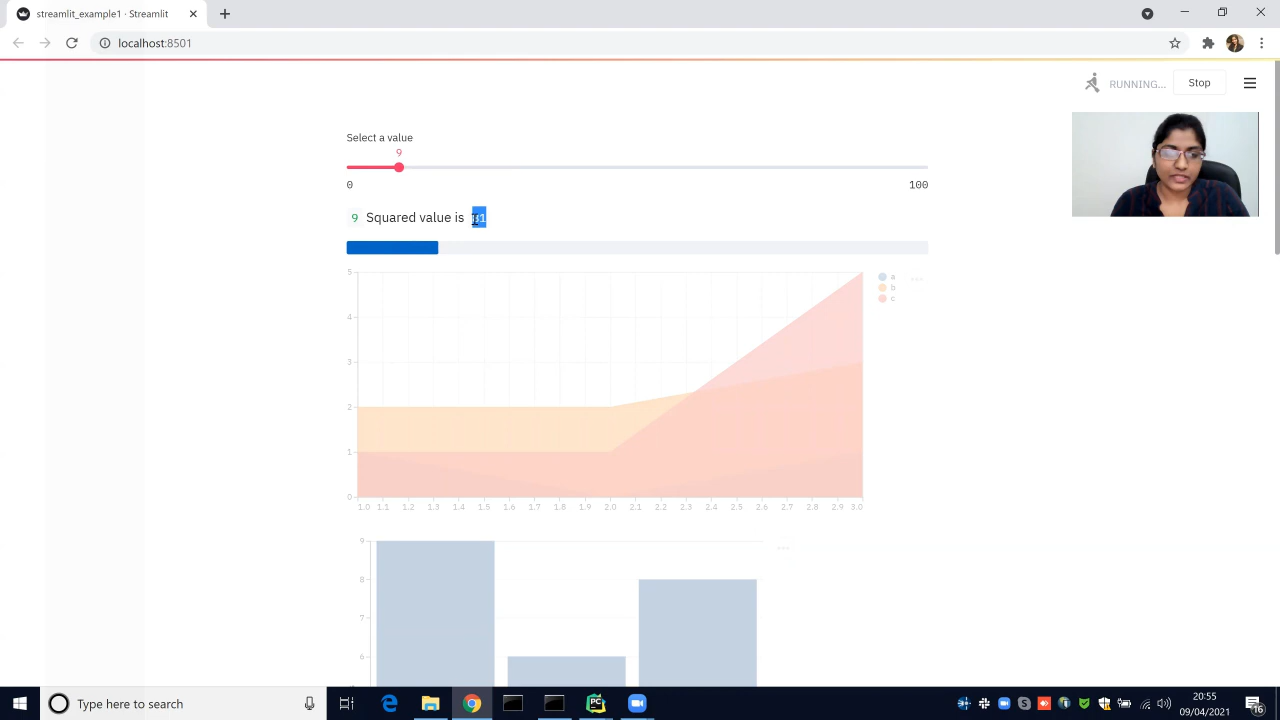 streamlit_example1 · Streamlit
localhost:8501
RUNNING...
Stop
Select a value
9
0
100
9 Squared value is 81
5
4
3
2
1
0
a
b
c
1.0 1.1 1.2 1.3 1.4 1.5 1.6 1.7 1.8 1.9 2.0 2.1 2.2 2.3 2.4 2.5 2.6 2.7 2.8 2.9 3.0
9
8
7
6
Type here to search
PC
20:55
09/04/2021
16